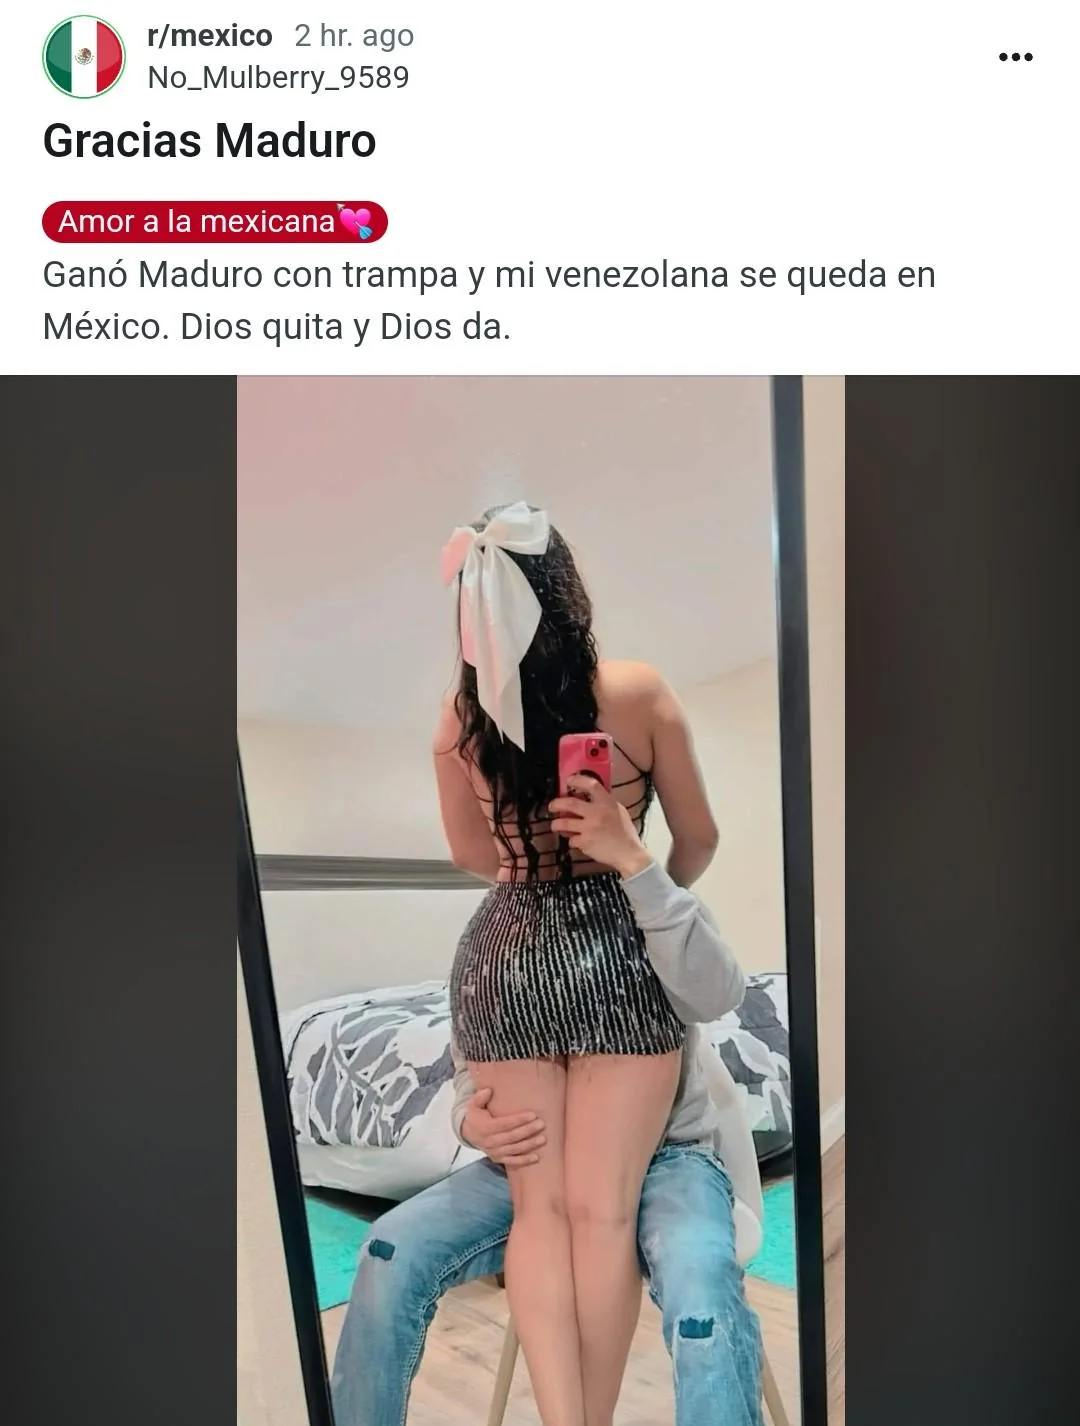 r/mexico 2 hr. ago
No_Mulberry_9589
Gracias Maduro
Amor a la mexicana💘
Ganó Maduro con trampa y mi venezolana se queda en
México. Dios quita y Dios da.